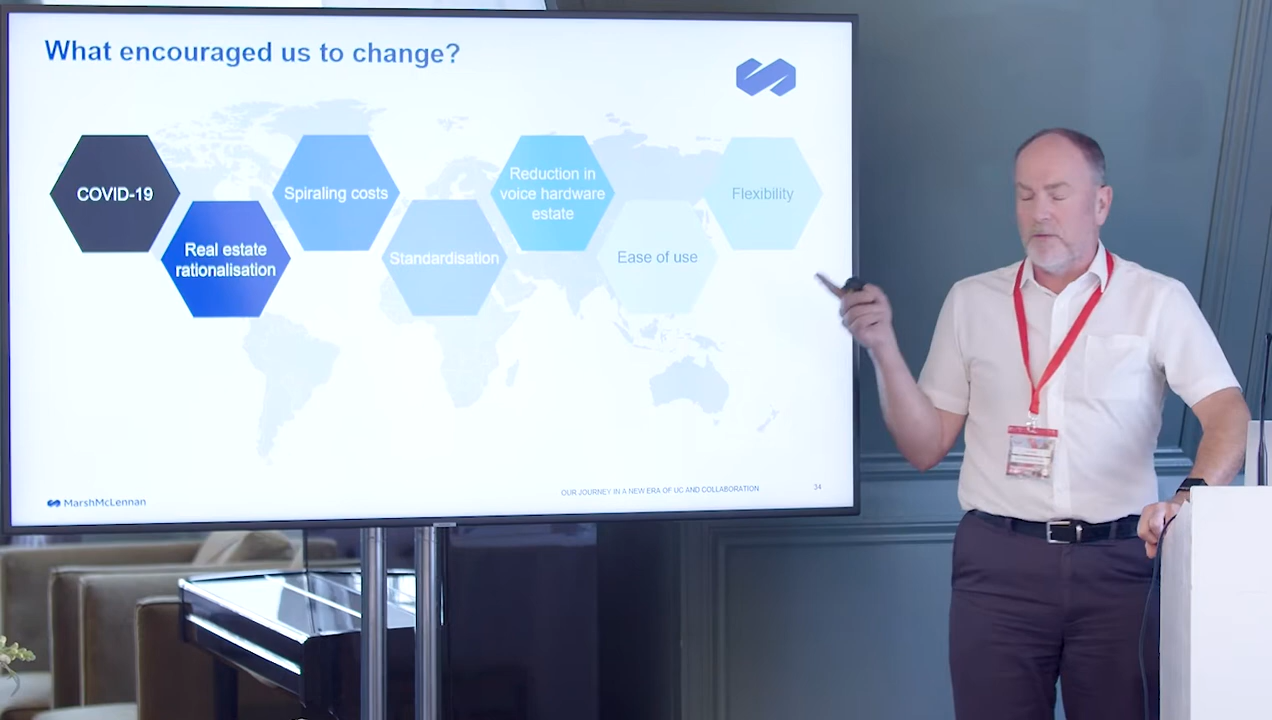 What encouraged us to change?
COVID-19
Real estate
rationalisation
Spiraling costs
Standardisation
Reduction in
voice hardware
estate
Ease of use
Flexibility
MarshMcLennan
OUR JOURNEY IN A NEW ERA OF UC AND COLLABORATION
34